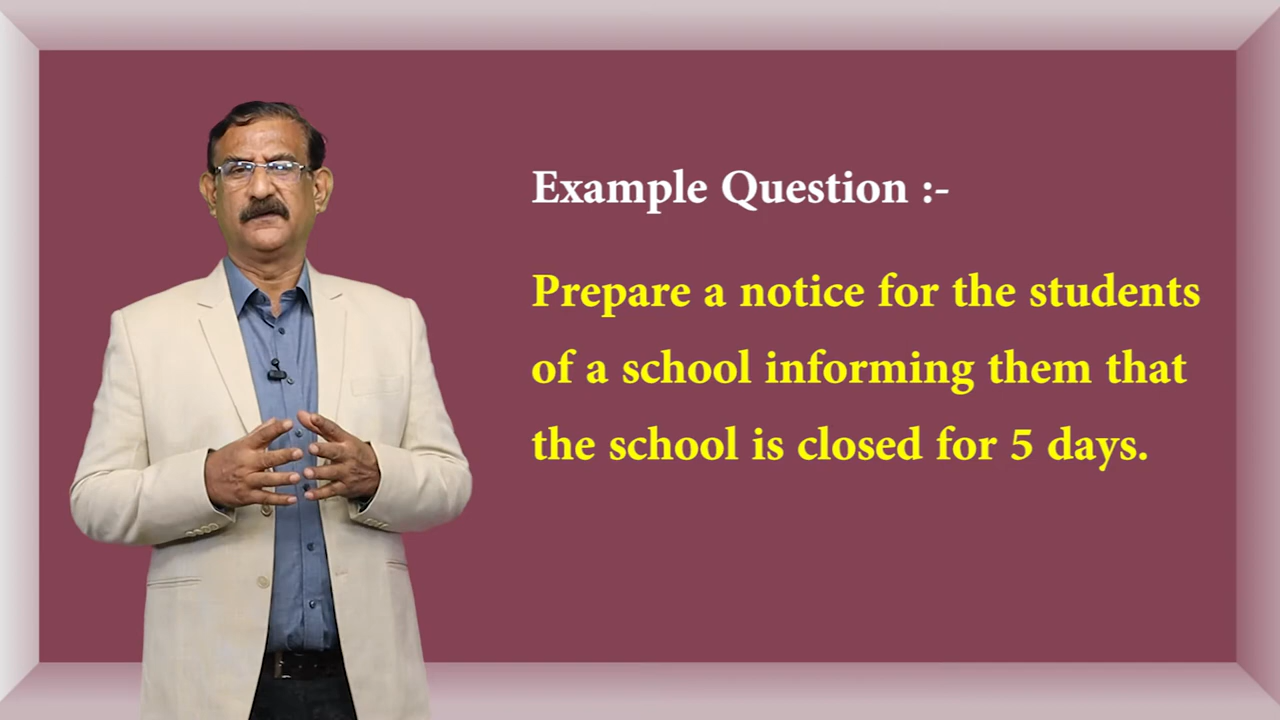 Example Question :-
Prepare a notice for the students
of a school informing them that
the school is closed for 5 days.